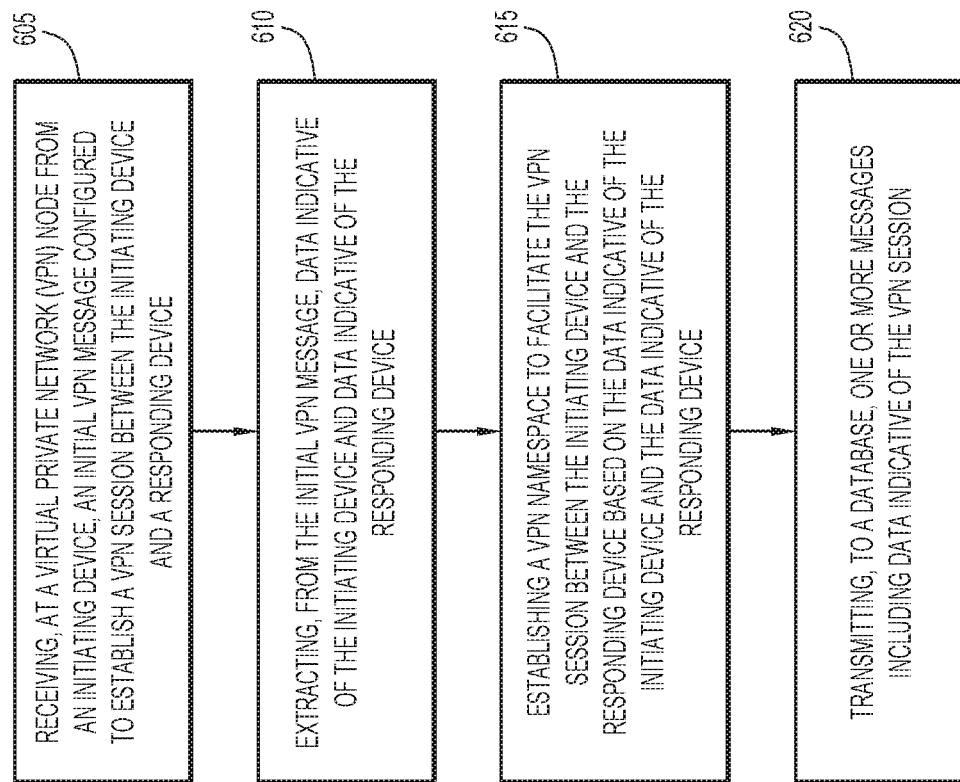 RECEIVING, AT A VIRTUAL PRIVATE NETWORK (VPN) NODE FROM
AN INITIATING DEVICE, AN INITIAL VPN MESSAGE CONFIGURED
TO ESTABLISH A VPN SESSION BETWEEN THE INITIATING DEVICE
AND A RESPONDING DEVICE
605
EXTRACTING, FROM THE INITIAL VPN MESSAGE, DATA INDICATIVE
OF THE INITIATING DEVICE AND DATA INDICATIVE OF THE
RESPONDING DEVICE
610
ESTABLISHING A VPN NAMESPACE TO FACILITATE THE VPN
SESSION BETWEEN THE INITIATING DEVICE AND THE
RESPONDING DEVICE BASED ON THE DATA INDICATIVE OF THE
INITIATING DEVICE AND THE DATA INDICATIVE OF THE
RESPONDING DEVICE
615
TRANSMITTING, TO A DATABASE, ONE OR MORE MESSAGES
INCLUDING DATA INDICATIVE OF THE VPN SESSION
620